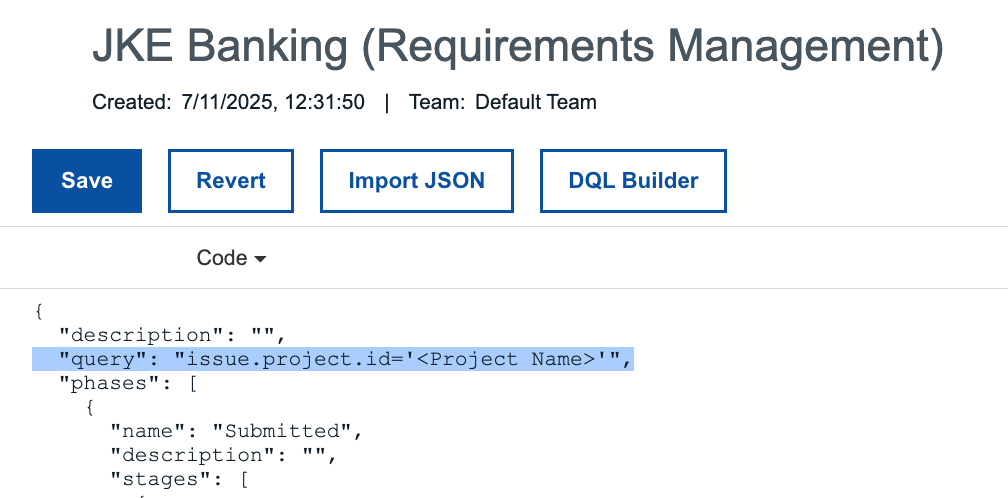 JKE Banking (Requirements Management)
Created: 7/11/2025, 12:31:50 | Team: Default Team
Save Revert Import JSON DQL Builder
Code
{
"description": "",
"query": "issue.project.id='<Project Name>'",
"phases": [
{
"name": "Submitted",
"description": "",
"stages": [